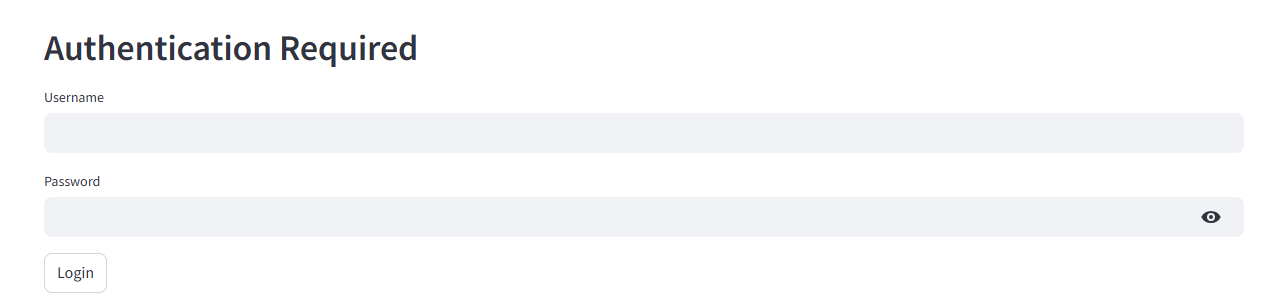 Authentication Required
Username
Password
Login